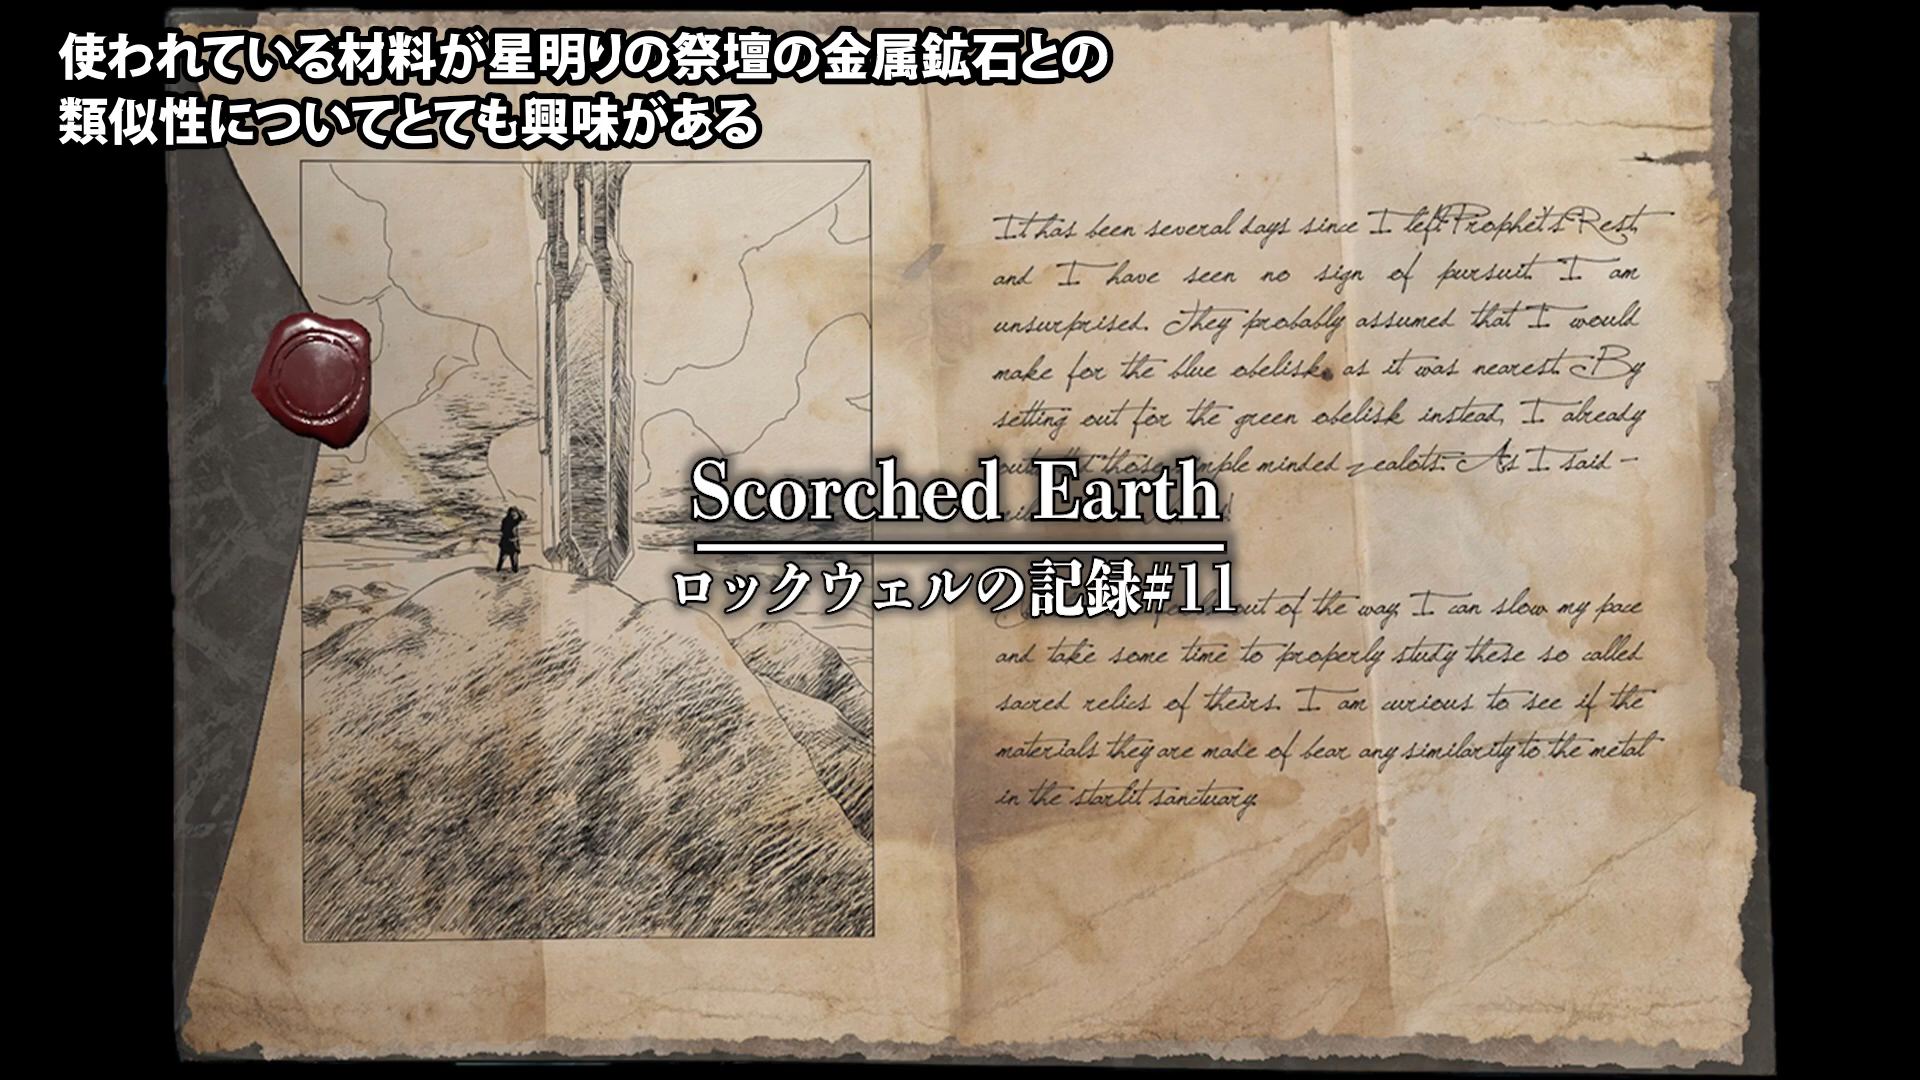 使われている材料が星明りの祭壇の金属鉱石との
類似性についてとても興味がある
It has been several days since I left Prophet's Rest,
and I have seen no sign of pursuit. I am
unsurprised. They probably assumed that I would
make for the blue obelisk, as it was nearest. By
setting out for the green obelisk instead, I already
those minded zealots. As I said -
Scorched Earth
ロックウェルの記録#11
out of the way, I can slow my pace
and take some time to properly study these so called
sacred relics of theirs. I am curious to see if the
materials they are made of bear any similarity to the metal
in the starlit sanctuary.